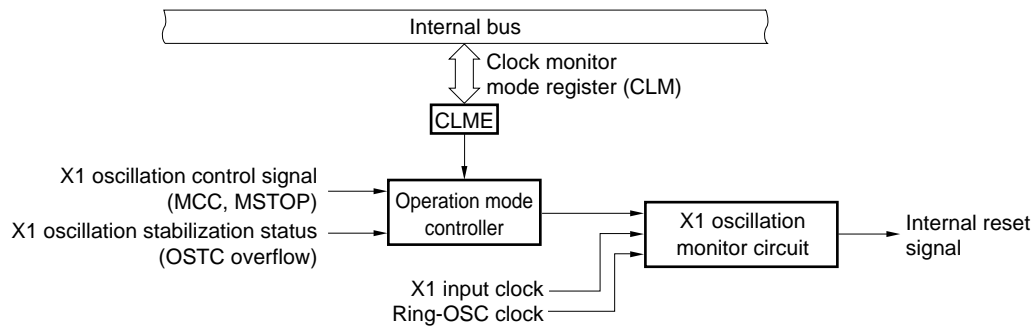 Internal bus
Clock monitor
mode register (CLM)
CLME
X1 oscillation control signal
(MCC, MSTOP)
X1 oscillation stabilization status
(OSTC overflow)
Operation mode
controller
X1 oscillation
monitor circuit
Internal reset
signal
X1 input clock
Ring-OSC clock